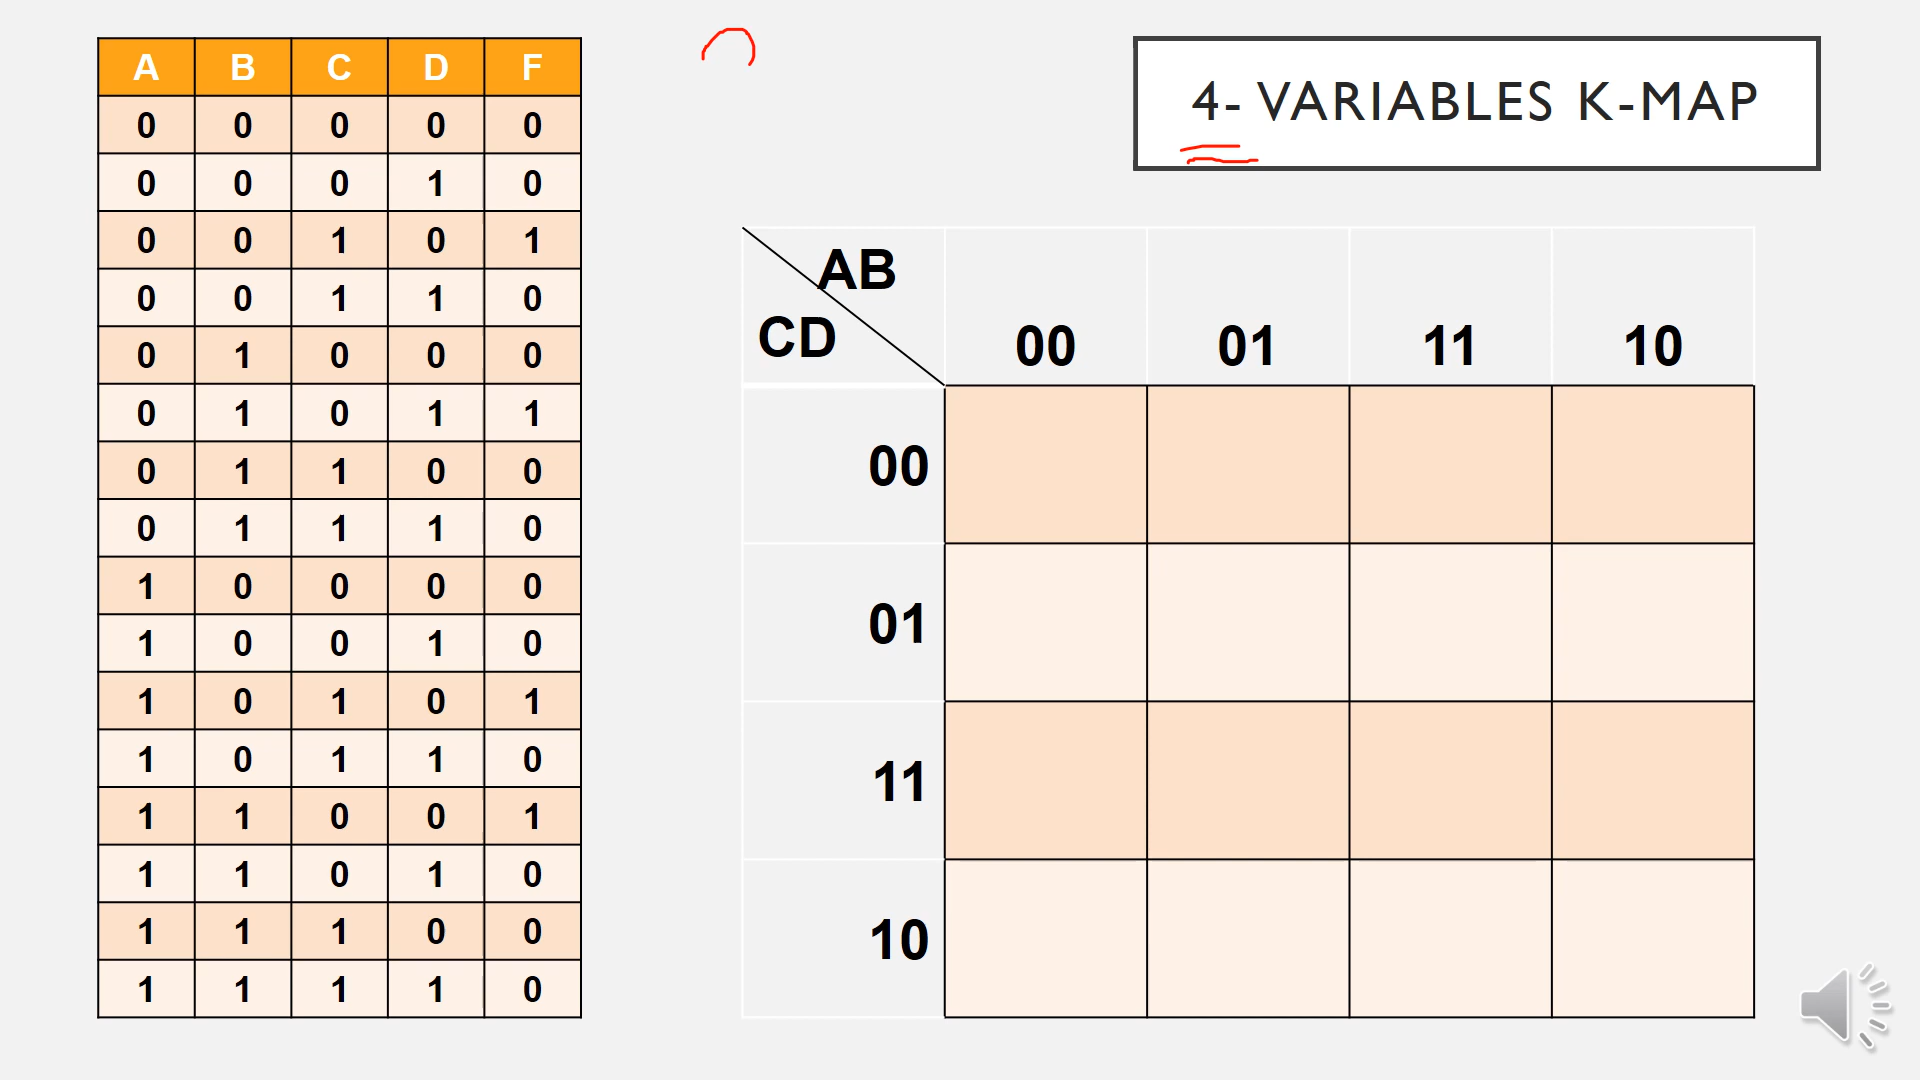 4- VARIABLES K-MAP
A B C D F
0 0 0 0 0
0 0 0 1 0
0 0 1 0 1
0 0 1 1 0
0 1 0 0 0
0 1 0 1 1
0 1 1 0 0
0 1 1 1 0
1 0 0 0 0
1 0 0 1 0
1 0 1 0 1
1 0 1 1 0
1 1 0 0 1
1 1 0 1 0
1 1 1 0 0
1 1 1 1 0
AB
CD
00 01 11 10
00
01
11
10